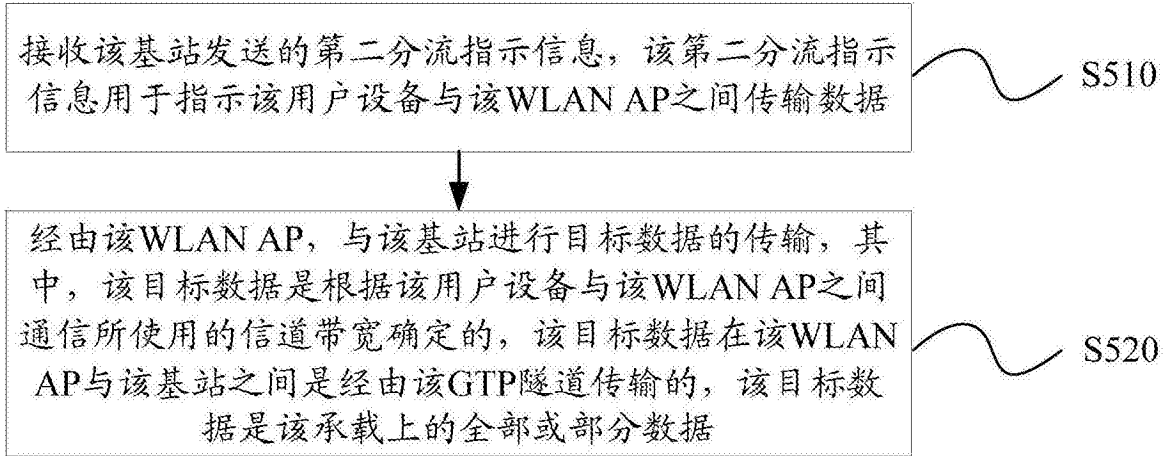 接收该基站发送的第二分流指示信息，该第二分流指示
信息用于指示该用户设备与该WLAN AP之间传输数据
S510
经由该WLAN AP，与该基站进行目标数据的传输，其
中，该目标数据是根据该用户设备与该WLAN AP之间
通信所使用的信道带宽确定的，该目标数据在该WLAN
AP与该基站之间是经由该GTP隧道传输的，该目标数
据是该承载上的全部或部分数据
S520